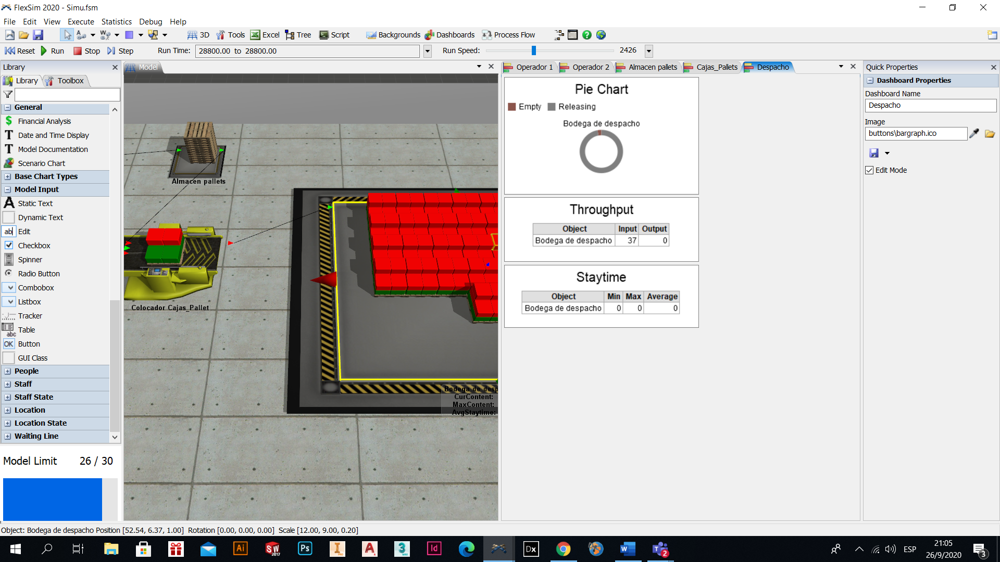 FlexSim 2020 - Simu.fsm
File Edit View Execute Statistics Debug Help
3D Tools Excel Tree Script Backgrounds Dashboards Process Flow
Reset Run Stop Step Run Time: 28800.00 to 28800.00 Run Speed: 2426
Library
Library Toolbox
General
Financial Analysis
Date and Time Display
Model Documentation
Scenario Chart
Base Chart Types
Model Input
Static Text
Dynamic Text
Edit
Checkbox
Spinner
Radio Button
Combobox
Listbox
Tracker
Table
Button
GUI Class
People
Staff
Staff State
Location
Location State
Waiting Line
Model Limit 26 / 30
Model
Almacen pallets
Colocador Cajas_Pallet
Bodega de desp
CurContent:
MaxContent:
AvgStaytime:
Operador 1 Operador 2 Almacen pallets Cajas_Pallets Despacho
Pie Chart
Empty Releasing
Bodega de despacho
Throughput
Object Input Output
Bodega de despacho 37 0
Staytime
Object Min Max Average
Bodega de despacho 0 0 0
Quick Properties
Dashboard Properties
Dashboard Name
Despacho
Image
buttons\bargraph.ico
Edit Mode
Object: Bodega de despacho Position [52.54, 6.37, 1.00] Rotation [0.00, 0.00, 0.00] Scale [12.00, 9.00, 0.20]
Ai SW 2017 Ps I A 3 MAX Id Dx W 2
ESP
21:05
26/9/2020
3